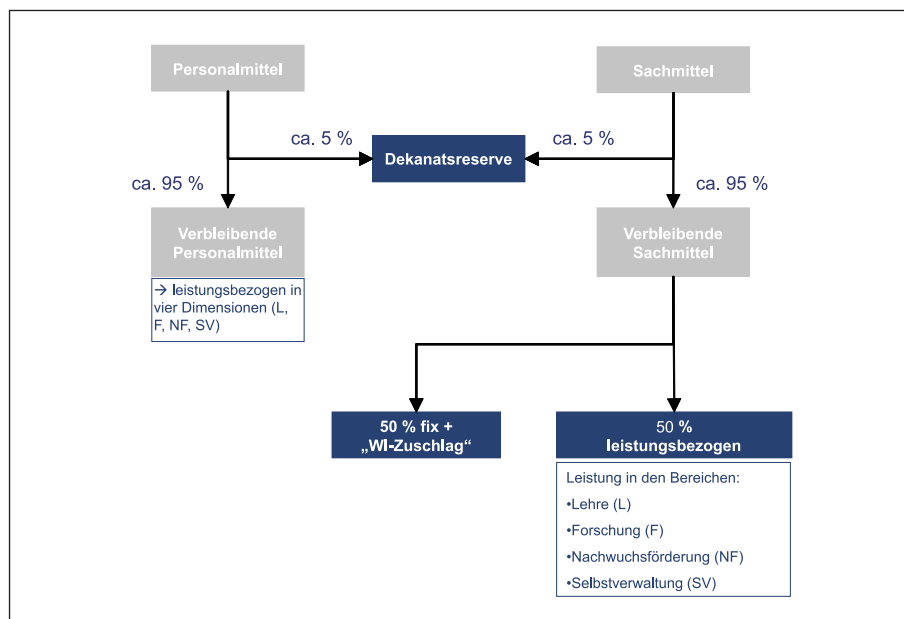 Personalmittel
Sachmittel
ca. 5 %
ca. 5 %
Dekanatsreserve
ca. 95 %
ca. 95 %
Verbleibende
Personalmittel
Verbleibende
Sachmittel
→ leistungsbezogen in
vier Dimensionen (L,
F, NF, SV)
50 % fix +
„WI-Zuschlag“
50 %
leistungsbezogen
Leistung in den Bereichen:
•Lehre (L)
•Forschung (F)
•Nachwuchsförderung (NF)
•Selbstverwaltung (SV)